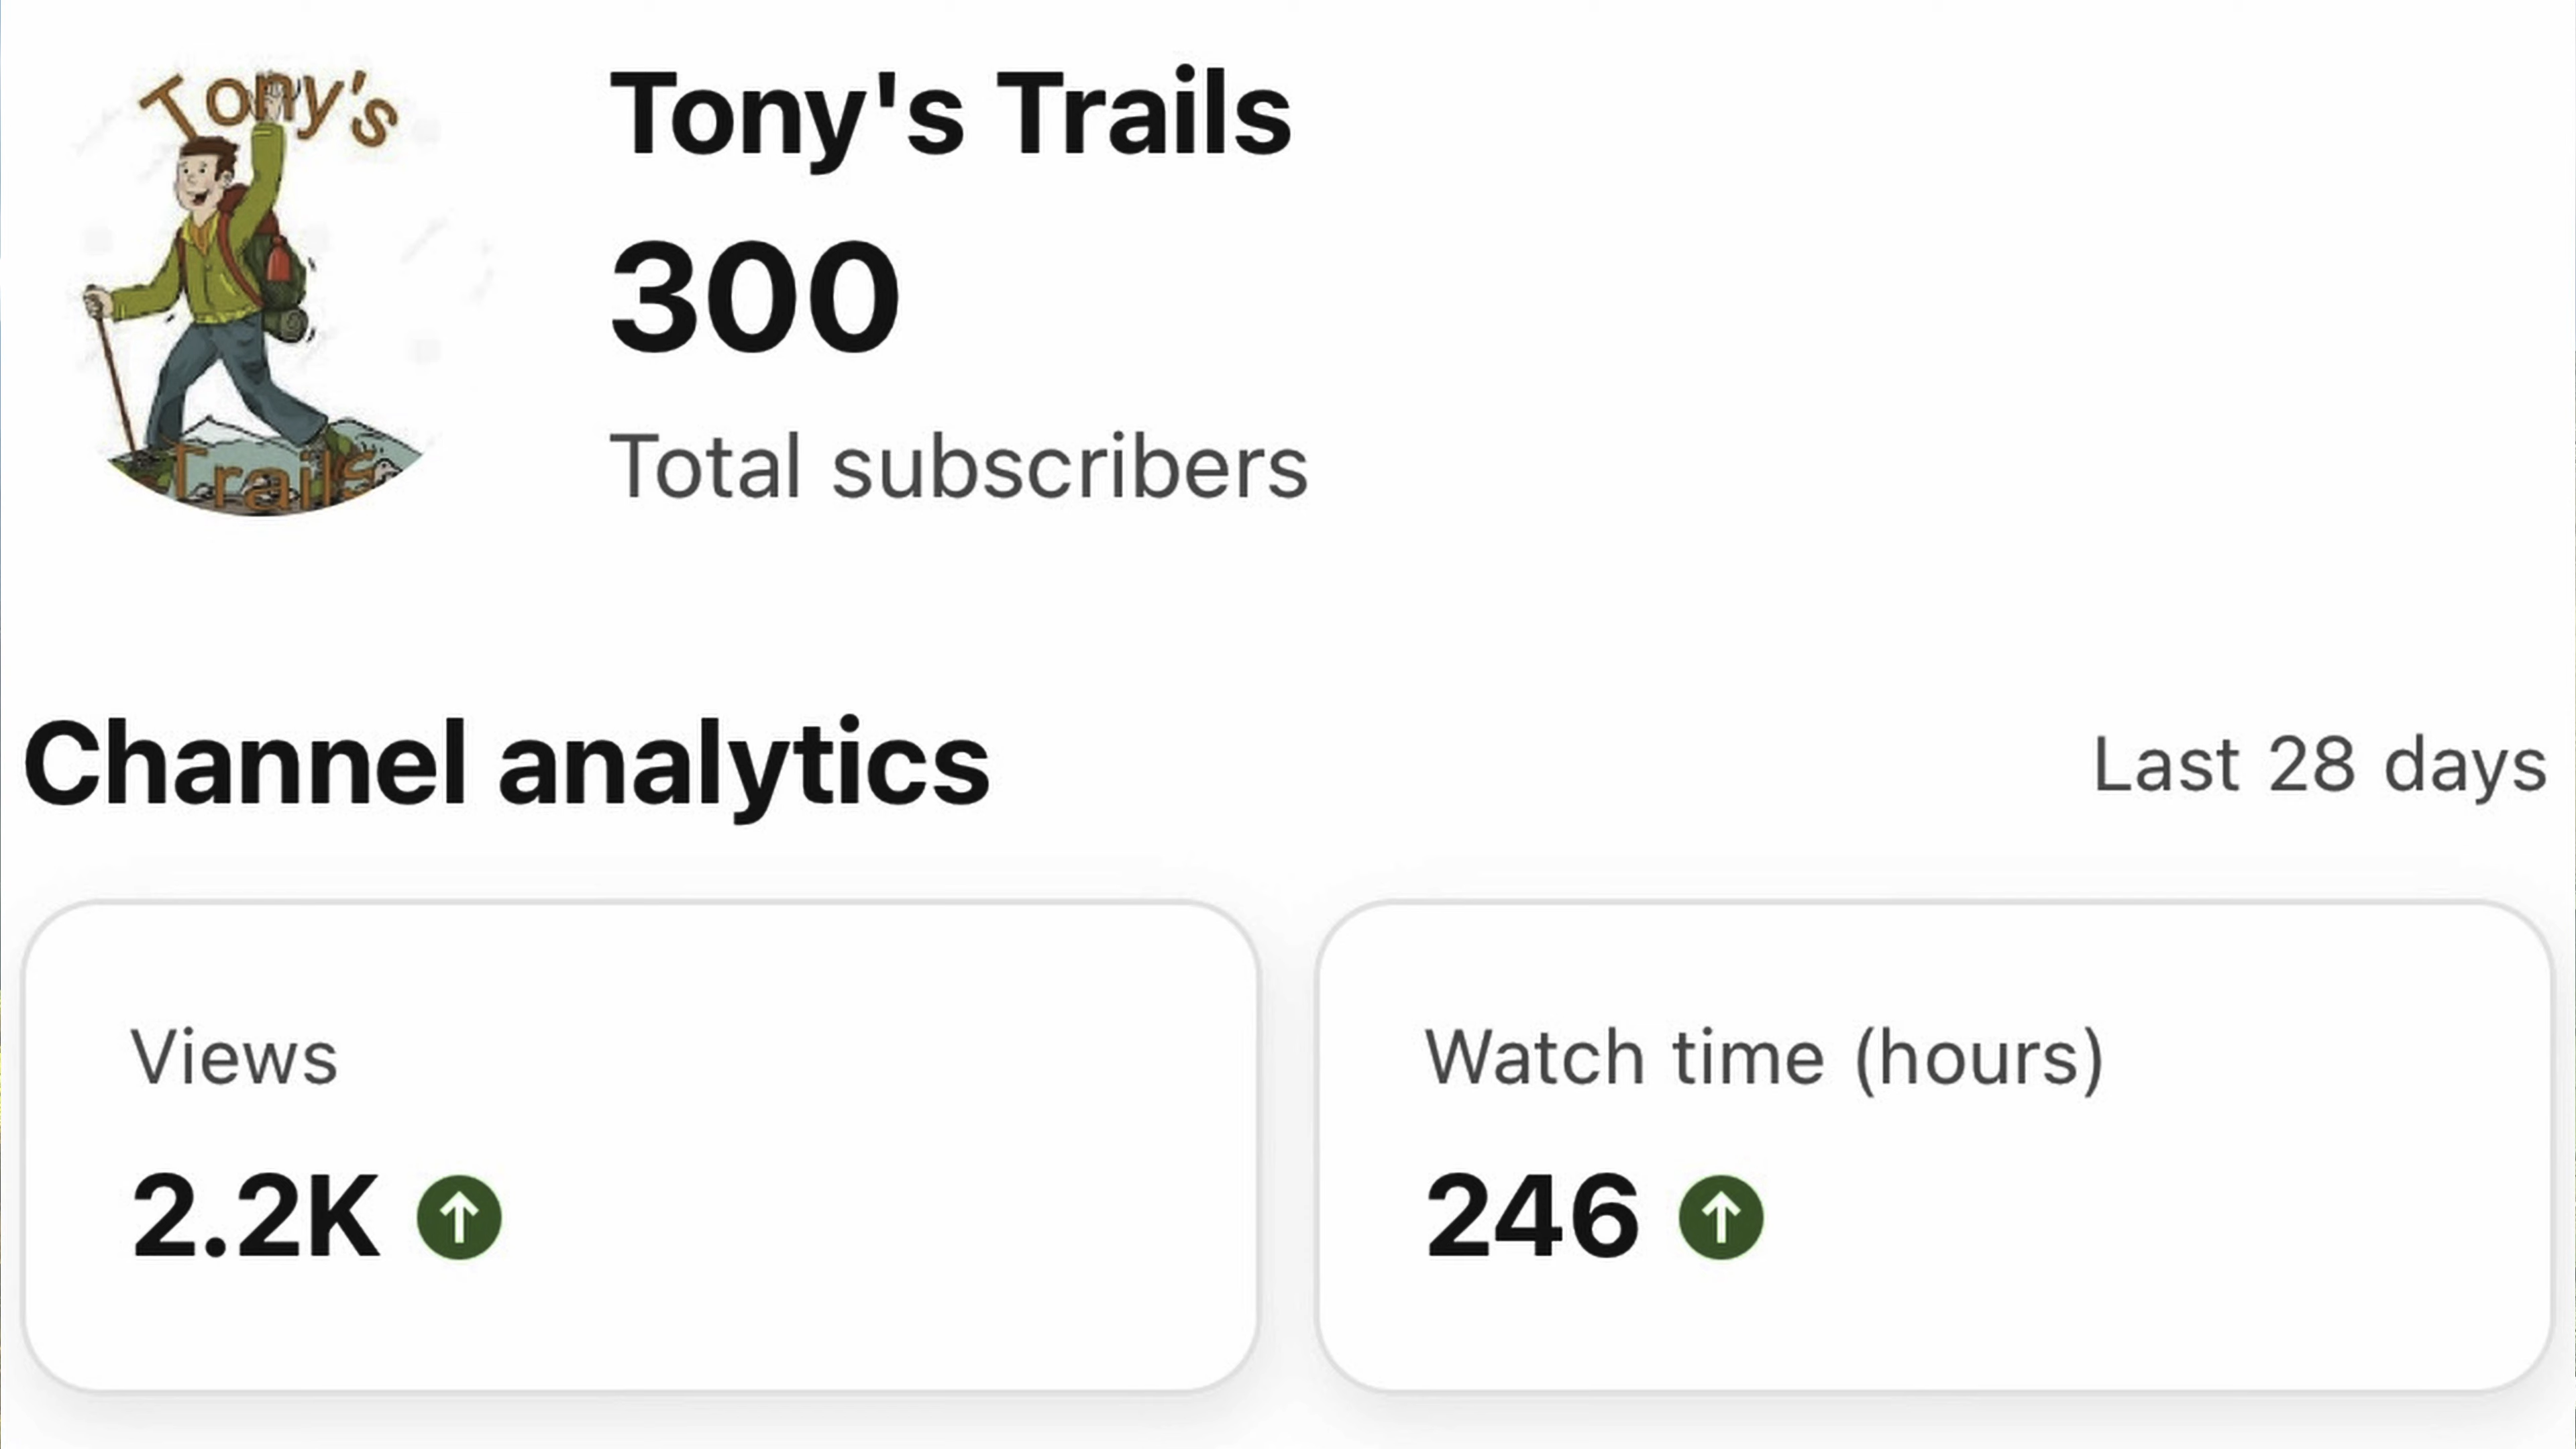 Tony's
Trails
Tony's Trails
300
Total subscribers
Channel analytics
Last 28 days
Views
2.2K
Watch time (hours)
246